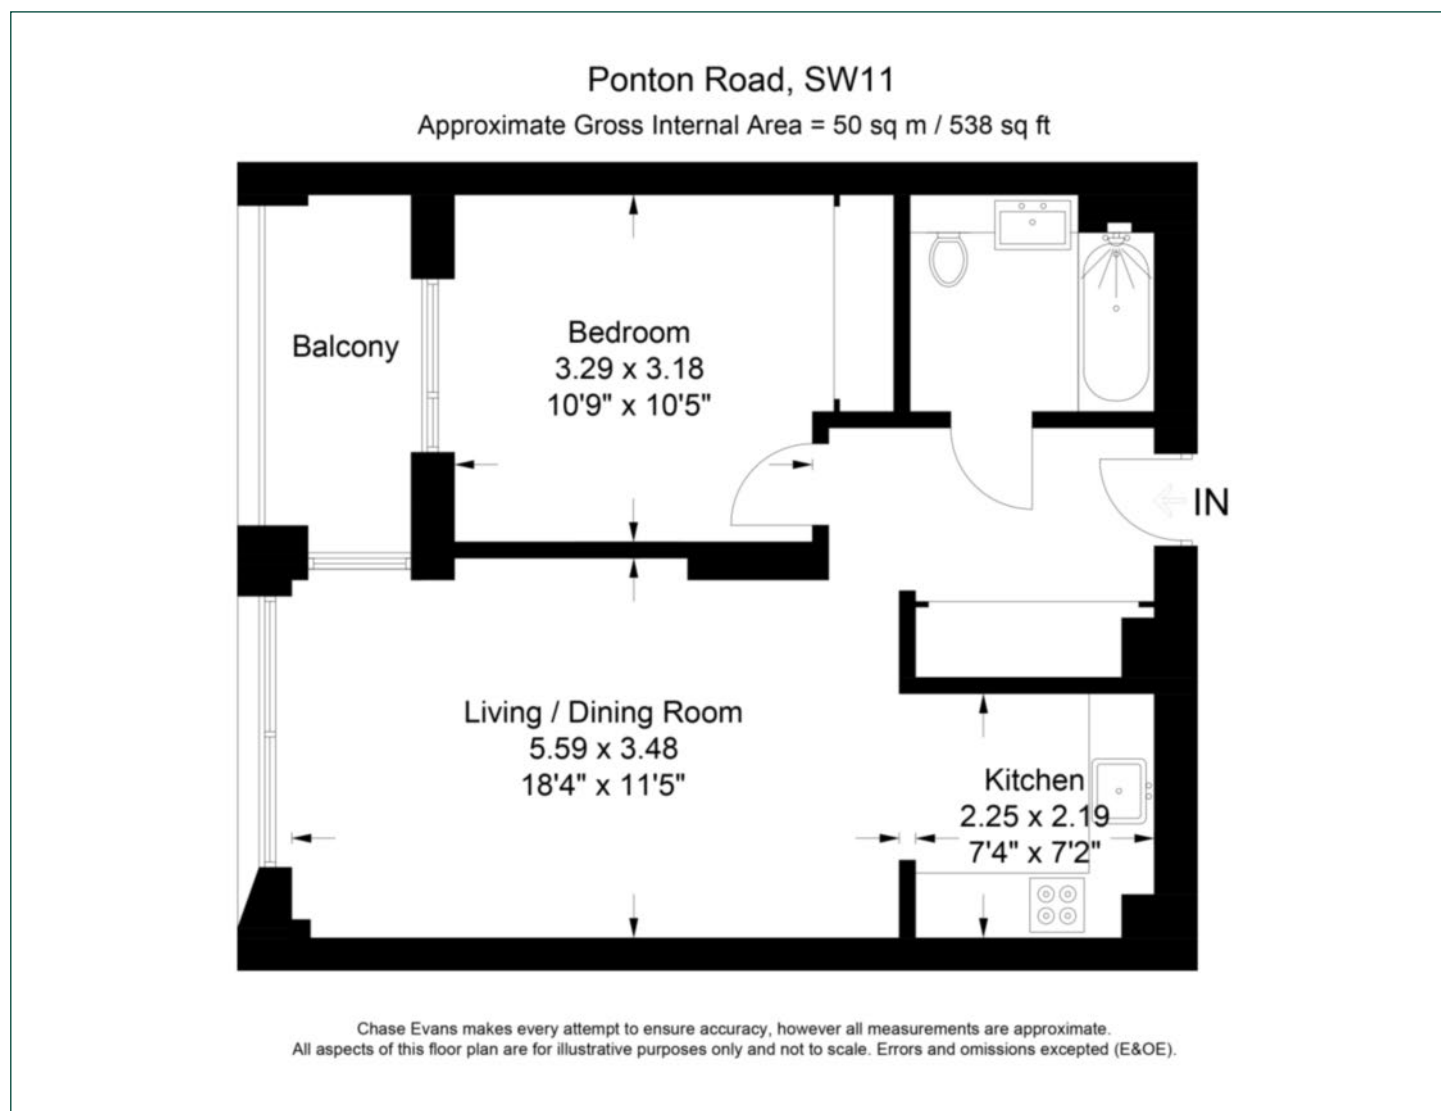 Ponton Road, SW11
Approximate Gross Internal Area = 50 sq m / 538 sq ft
Balcony
Bedroom
3.29 x 3.18
10'9" x 10'5"
IN
Living / Dining Room
5.59 x 3.48
18'4" x 11'5"
Kitchen
2.25 x 2.19
7'4" x 7'2"
Chase Evans makes every attempt to ensure accuracy, however all measurements are approximate.
All aspects of this floor plan are for illustrative purposes only and not to scale. Errors and omissions excepted (E&OE).